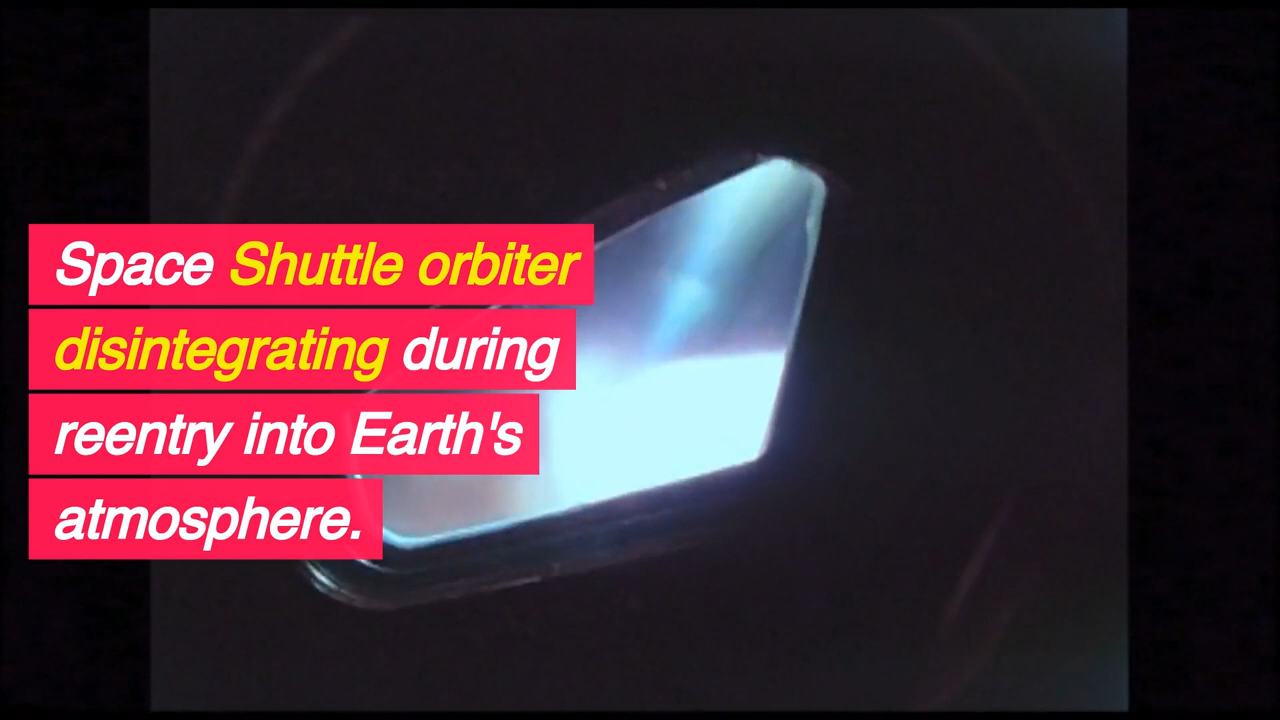 Space Shuttle orbiter
disintegrating during
reentry into Earth's
atmosphere.